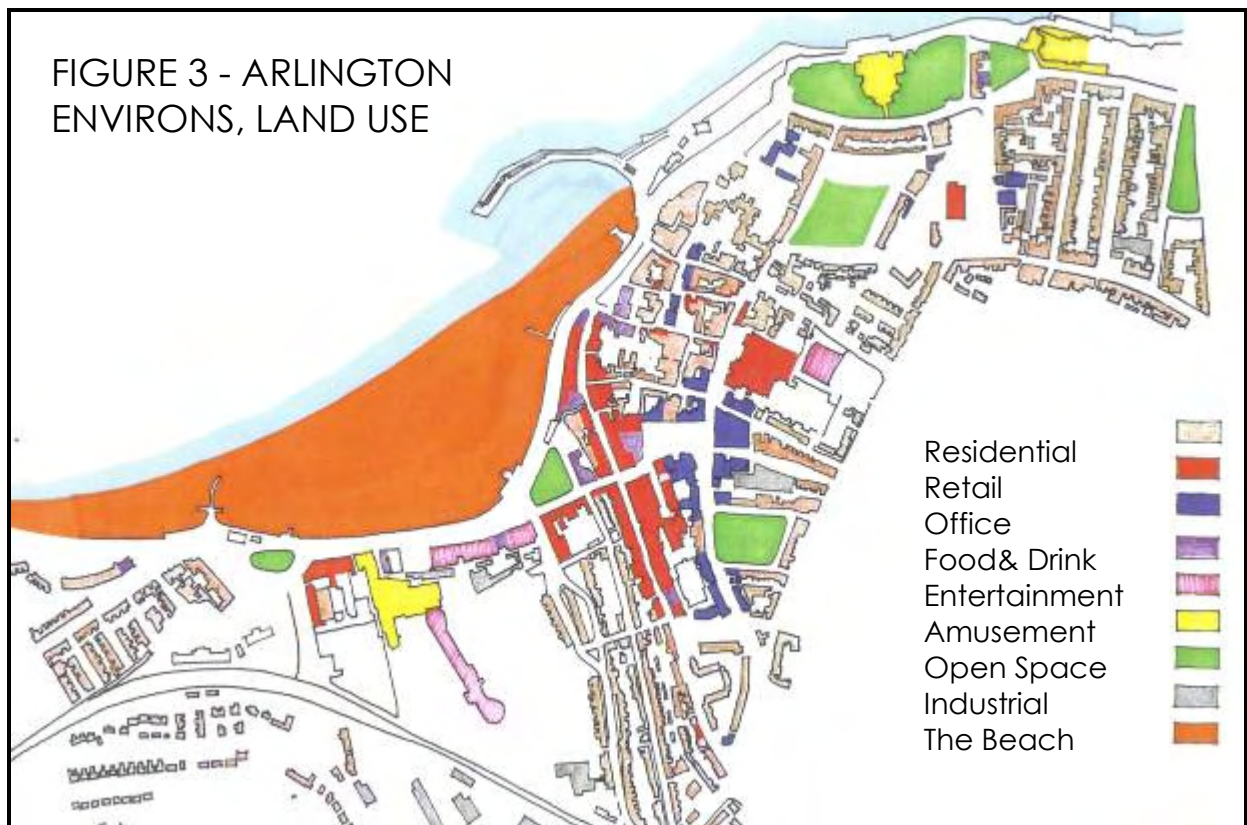 FIGURE 3 - ARLINGTON
ENVIRONS, LAND USE
Residential
Retail
Office
Food& Drink
Entertainment
Amusement
Open Space
Industrial
The Beach